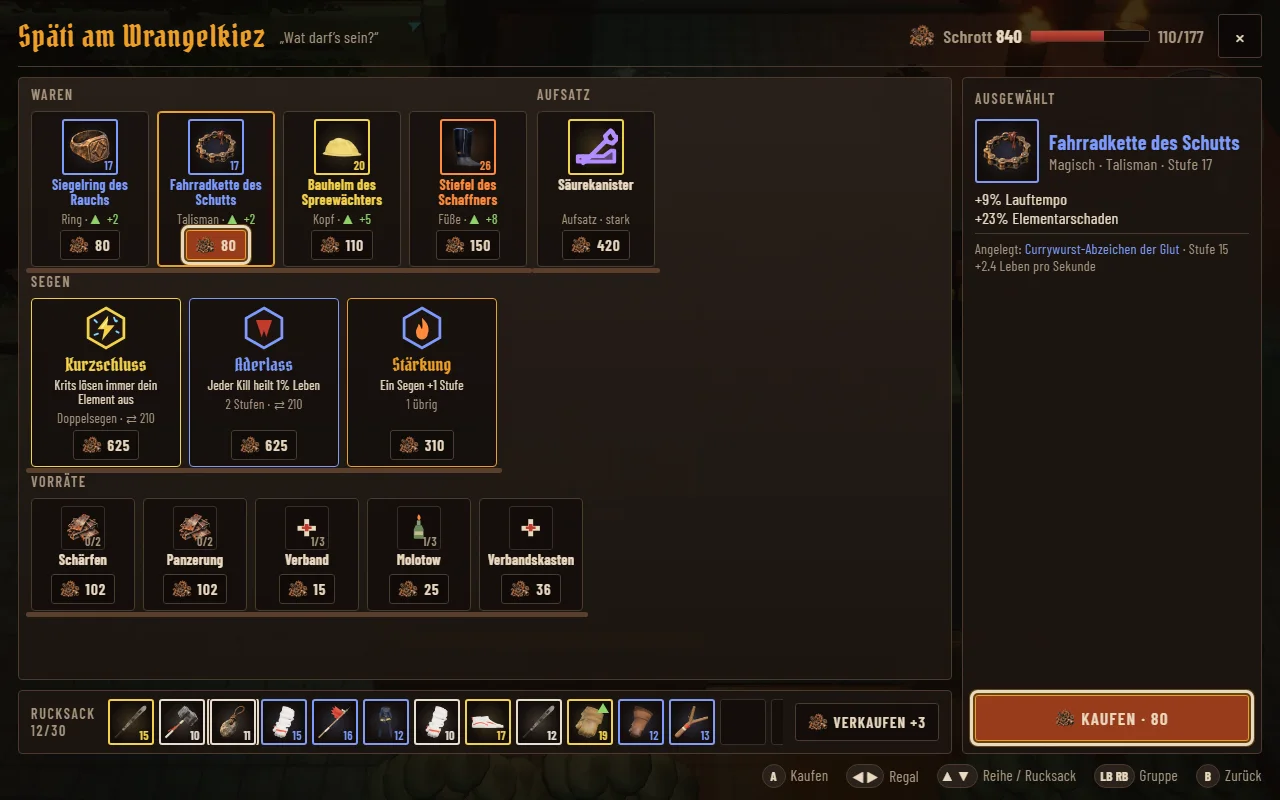 Späti am Wrangelkiez „Wat darf's sein?“
Schrott 840 110/177 ×
WAREN
AUFSATZ
17
Siegelring des
Rauchs
Ring · ▲ +2
80
17
Fahrradkette des
Schutts
Talisman · ▲ +2
80
20
Bauhelm des
Spreewächters
Kopf · ▲ +5
110
26
Stiefel des
Schaffners
Füße · ▲ +8
150
Säurekanister
Aufsatz · stark
420
SEGEN
Kurzschluss
Krits lösen immer dein
Element aus
Doppelsegen · ⇄ 210
625
Aderlass
Jeder Kill heilt 1% Leben
2 Stufen · ⇄ 210
625
Stärkung
Ein Segen +1 Stufe
1 übrig
310
VORRÄTE
0/2
Schärfen
102
0/2
Panzerung
102
1/3
Verband
15
1/3
Molotow
25
Verbandskasten
36
AUSGEWÄHLT
Fahrradkette des Schutts
Magisch · Talisman · Stufe 17
+9% Lauftempo
+23% Elementarschaden
Angelegt: Currywurst-Abzeichen der Glut · Stufe 15
+2.4 Leben pro Sekunde
KAUFEN · 80
RUCKSACK
12/30
15 10 11 15 16 12 10 17 12 19 12 13
VERKAUFEN +3
A Kaufen ◀ ▶ Regal ▲ ▼ Reihe / Rucksack LB RB Gruppe B Zurück